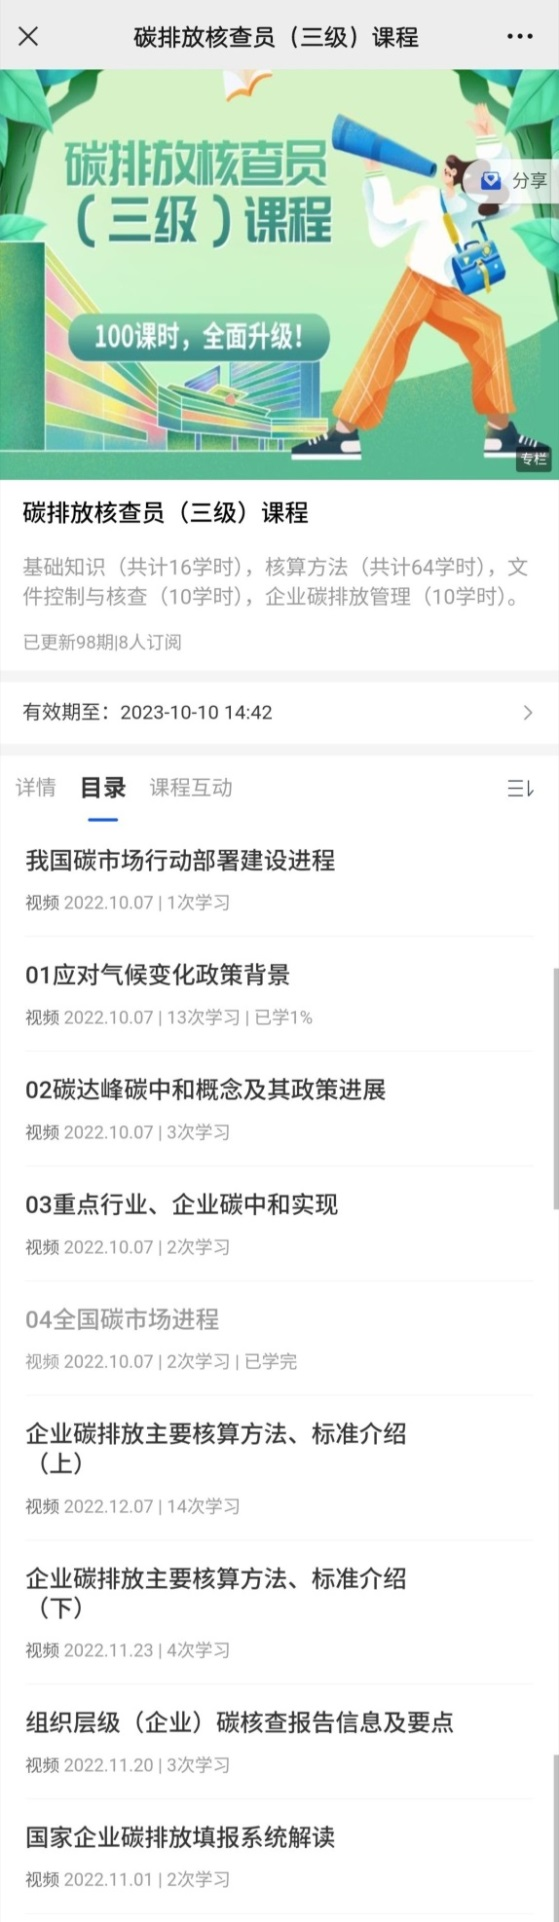 碳排放核查员（三级）课程
碳排放核查员
（三级）课程
分享
100课时，全面升级！
专栏
碳排放核查员（三级）课程
基础知识（共计16学时），核算方法（共计64学时），文
件控制与核查（10学时），企业碳排放管理（10学时）。
已更新98期|8人订阅
有效期至：2023-10-10 14:42
详情 目录 课程互动
我国碳市场行动部署建设进程
视频 2022.10.07 | 1次学习
01应对气候变化政策背景
视频 2022.10.07 | 13次学习 | 已学1%
02碳达峰碳中和概念及其政策进展
视频 2022.10.07 | 3次学习
03重点行业、企业碳中和实现
视频 2022.10.07 | 2次学习
04全国碳市场进程
视频 2022.10.07 | 2次学习 | 已学完
企业碳排放主要核算方法、标准介绍
（上）
视频 2022.12.07 | 14次学习
企业碳排放主要核算方法、标准介绍
（下）
视频 2022.11.23 | 4次学习
组织层级（企业）碳核查报告信息及要点
视频 2022.11.20 | 3次学习
国家企业碳排放填报系统解读
视频 2022.11.01 | 2次学习